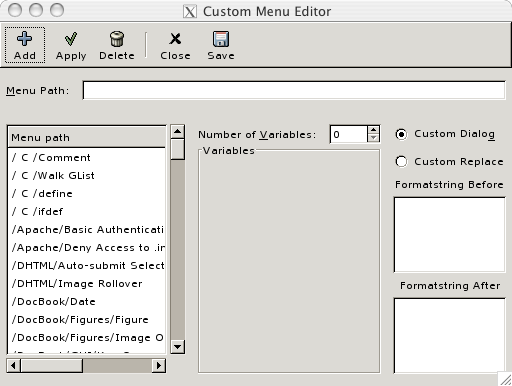 Custom Menu Editor
Add Apply Delete Close Save
Menu Path:
Menu path
/ C /Comment
/ C /Walk GList
/ C /define
/ C /ifdef
/Apache/Basic Authenticati
/Apache/Deny Access to .in
/DHTML/Auto-submit Select
/DHTML/Image Rollover
/DocBook/Date
/DocBook/Figures/Figure
/DocBook/Figures/Image O
Number of Variables: 0
Variables
Custom Dialog
Custom Replace
Formatstring Before
Formatstring After